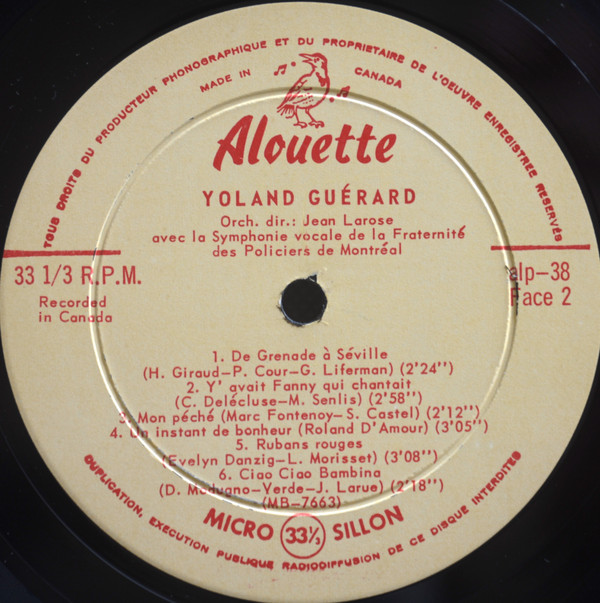 TOUS DROITS DU PRODUCTEUR PHONOGRAPHIQUE ET DU PROPRIETAIRE DE L'OEUVRE ENREGISTREE RESERVÉS
MADE IN CANADA
Alouette
YOLAND GUÉRARD
Orch. dir.: Jean Larose
avec la Symphonie vocale de la Fraternité
des Policiers de Montréal
33 1/3 R.P.M.
Recorded
in Canada
alp-38
Face 2
1. De Grenade à Séville
(H. Giraud-P. Cour-G. Liferman) (2'24'')
2. Y' avait Fanny qui chantait
(C. Delécluse-M. Senlis) (2'58'')
3. Mon péché (Marc Fontenoy-S. Castel) (2'12'')
4. Un instant de bonheur (Roland D'Amour) (3'05'')
5. Rubans rouges
(Evelyn Danzig-L. Morisset) (3'08'')
6. Ciao Ciao Bambina
(D. Modugno-Verde-J. Larue) (2'18'')
(MB-7663)
MICRO 33⅓ SILLON
DUPLICATION, EXECUTION PUBLIQUE RADIODIFFUSION DE CE DISQUE INTERDITES